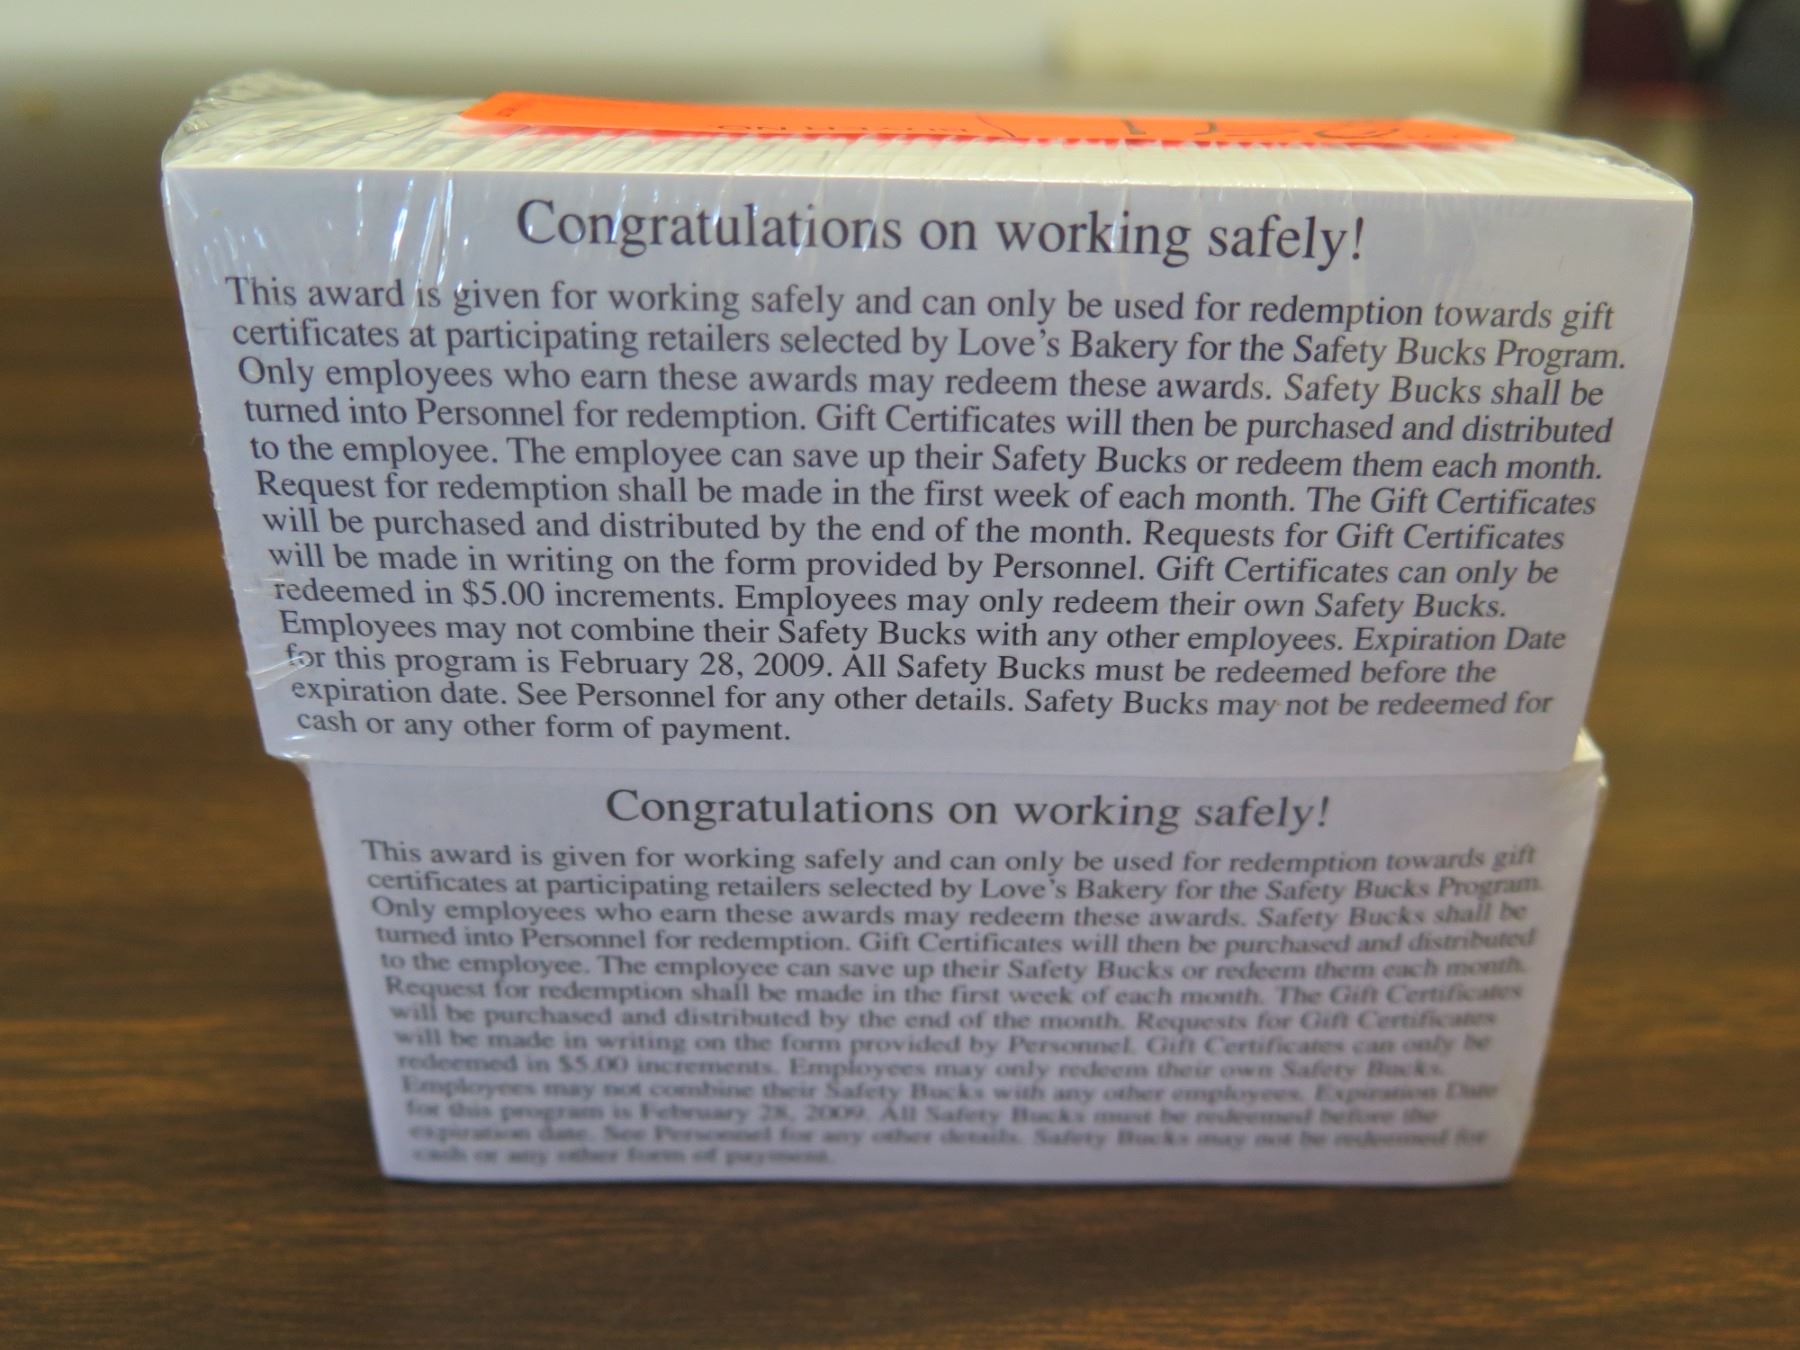 Congratulations on working safely!
This award is given for working safely and can only be used for redemption towards gift
certificates at participating retailers selected by Love's Bakery for the Safety Bucks Program.
Only employees who earn these awards may redeem these awards. Safety Bucks shall be
turned into Personnel for redemption. Gift Certificates will then be purchased and distributed
to the employee. The employee can save up their Safety Bucks or redeem them each month.
Request for redemption shall be made in the first week of each month. The Gift Certificates
will be purchased and distributed by the end of the month. Requests for Gift Certificates
will be made in writing on the form provided by Personnel. Gift Certificates can only be
redeemed in $5.00 increments. Employees may only redeem their own Safety Bucks.
Employees may not combine their Safety Bucks with any other employees. Expiration Date
for this program is February 28, 2009. All Safety Bucks must be redeemed before the
expiration date. See Personnel for any other details. Safety Bucks may not be redeemed for
cash or any other form of payment.
Congratulations on working safely!
This award is given for working safely and can only be used for redemption towards gift
certificates at participating retailers selected by Love's Bakery for the Safety Bucks Program.
Only employees who earn these awards may redeem these awards. Safety Bucks shall be
turned into Personnel for redemption. Gift Certificates will then be purchased and distributed
to the employee. The employee can save up their Safety Bucks or redeem them each month.
Request for redemption shall be made in the first week of each month. The Gift Certificates
will be purchased and distributed by the end of the month. Requests for Gift Certificates
will be made in writing on the form provided by Personnel. Gift Certificates can only be
redeemed in $5.00 increments. Employees may only redeem their own Safety Bucks.
Employees may not combine their Safety Bucks with any other employees. Expiration Date
for this program is February 28, 2009. All Safety Bucks must be redeemed before the
expiration date. See Personnel for any other details. Safety Bucks may not be redeemed for
cash or any other form of payment.